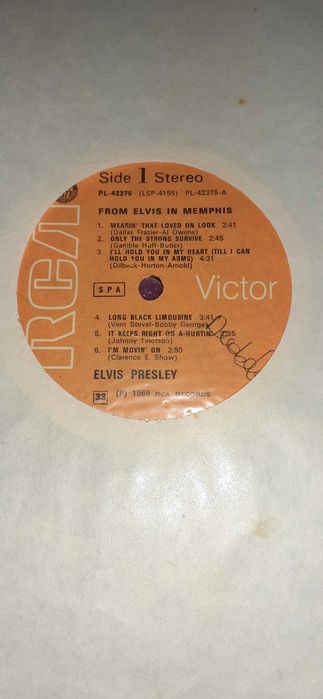 Side 1 Stereo
PL-42375 (LSP-4155) PL-42375-A
FROM ELVIS IN MEMPHIS
1. WEARIN' THAT LOVED ON LOOK 2:41
(Dallas Frazier-Al Owens)
2. ONLY THE STRONG SURVIVE 2:45
(Gamble-Huff-Butler)
3. I'LL HOLD YOU IN MY HEART (TILL I CAN
HOLD YOU IN MY ARMS) 4:31
(Dilbeck-Horton-Arnold)
SPA
RCA
Victor
4. LONG BLACK LIMOUSINE 3:41
(Vern Stoval-Bobby George)
5. IT KEEPS RIGHT ON A-HURTIN' 2:35
(Johnny Tillotson)
6. I'M MOVIN' ON 2:50
(Clarence E. Show)
ELVIS PRESLEY
33 (P) 1969 RCA RECORDS